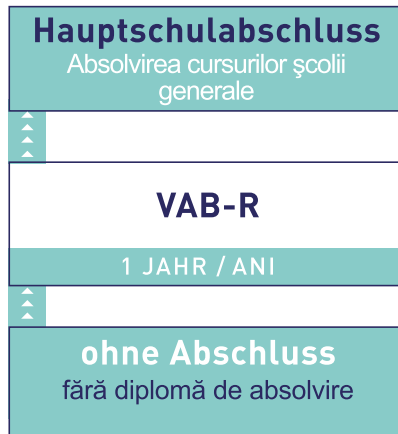 Hauptschulabschluss
Absolvirea cursurilor şcolii
generale
VAB-R
1 JAHR / ANI
ohne Abschluss
fără diplomă de absolvire